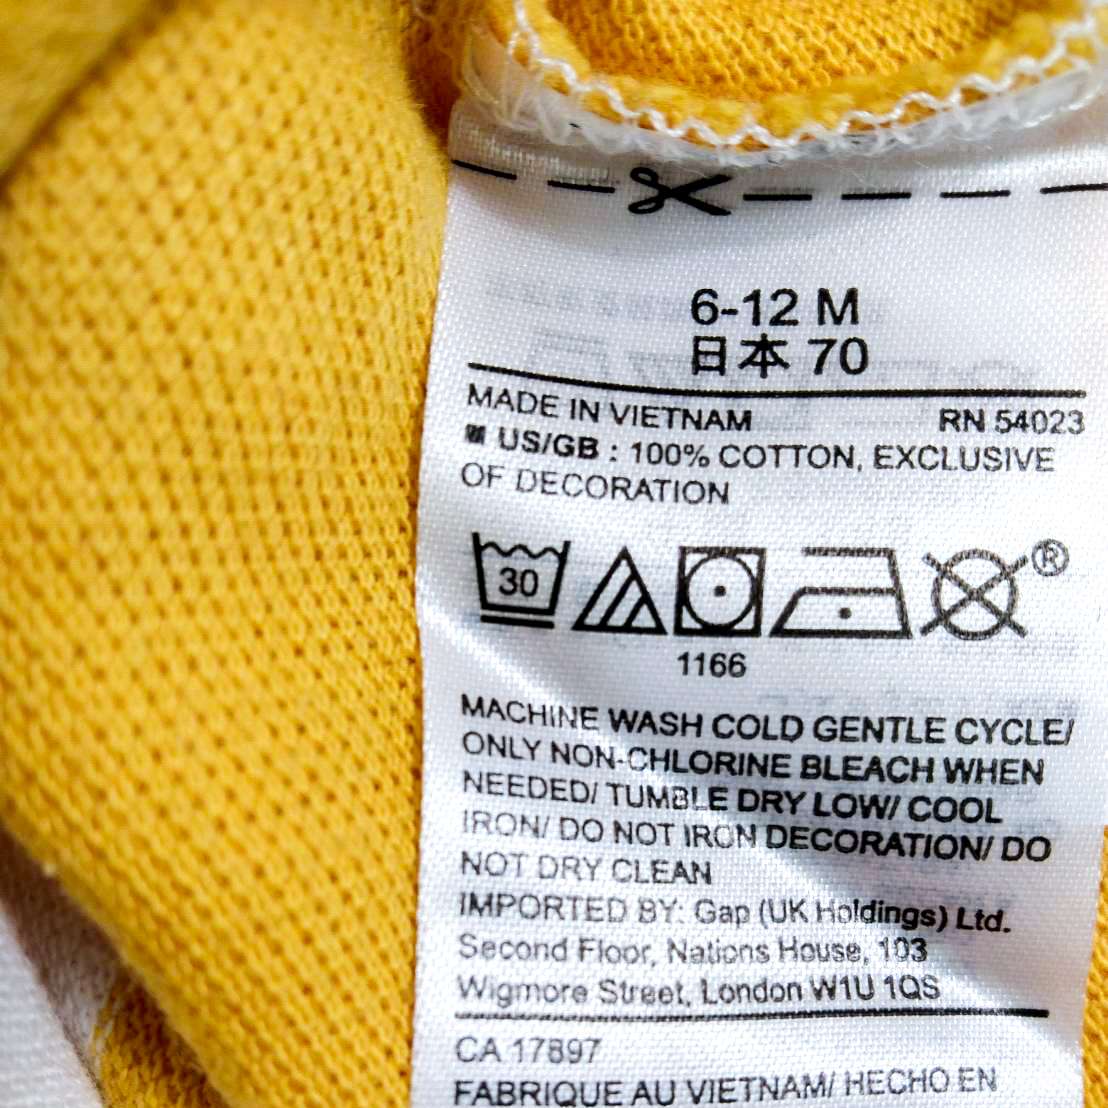 6-12 M
日本 70
MADE IN VIETNAM RN 54023
US/GB : 100% COTTON, EXCLUSIVE
OF DECORATION
30
®
1166
MACHINE WASH COLD GENTLE CYCLE/
ONLY NON-CHLORINE BLEACH WHEN
NEEDED/ TUMBLE DRY LOW/ COOL
IRON/ DO NOT IRON DECORATION/ DO
NOT DRY CLEAN
IMPORTED BY: Gap (UK Holdings) Ltd.
Second Floor, Nations House, 103
Wigmore Street, London W1U 1QS
CA 17897
FABRIQUE AU VIETNAM/ HECHO EN